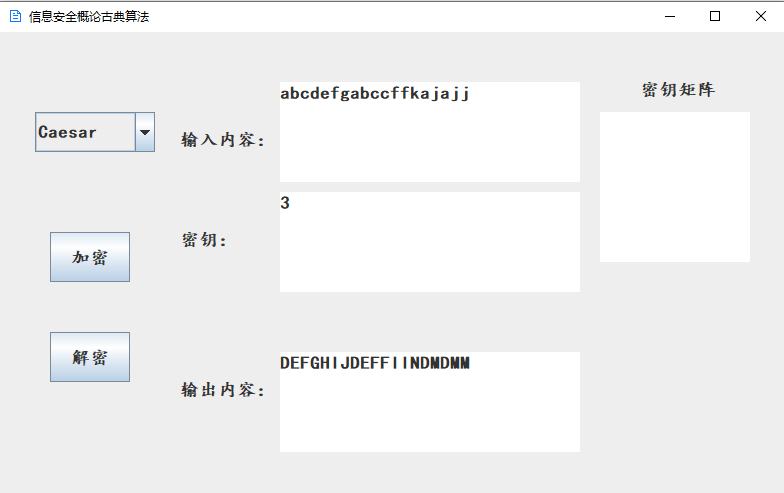 信息安全概论古典算法
密钥矩阵
abcdefgabccffkajajj
Caesar
输入内容：
3
密钥：
加密
解密
DEFGHIJDEFFIINDMDMM
输出内容：